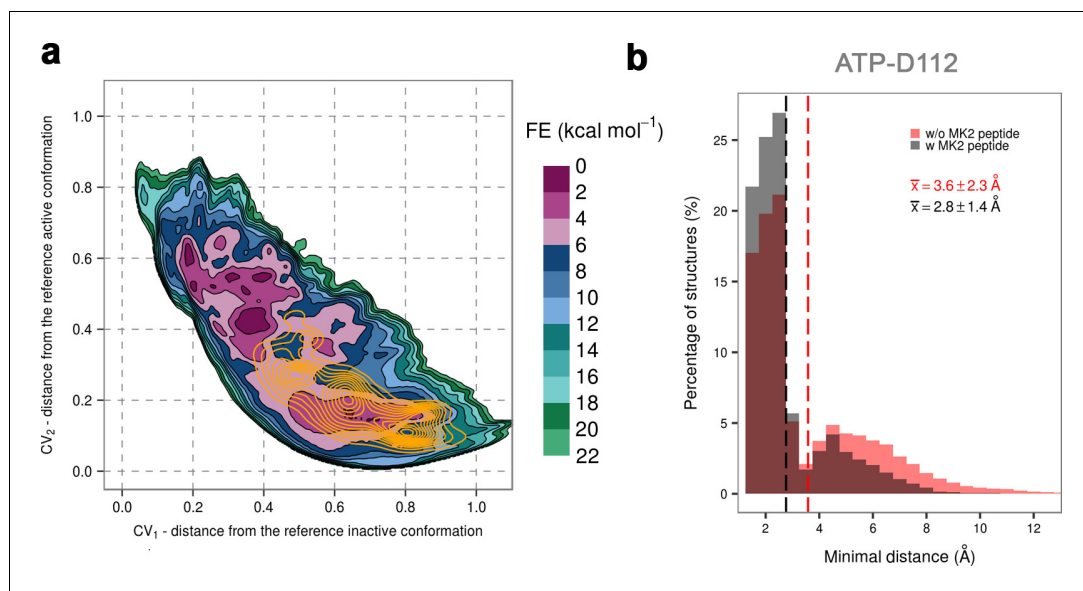 a
CV2 - distance from the reference active conformation
1.0
0.8
0.6
0.4
0.2
0.0
0.0 0.2 0.4 0.6 0.8 1.0
CV1 - distance from the reference inactive conformation
FE (kcal mol−1)
0
2
4
6
8
10
12
14
16
18
20
22
b
ATP-D112
Percentage of structures (%)
25
20
15
10
5
0
w/o MK2 peptide
w MK2 peptide
x̅ = 3.6 ± 2.3 Å
x̅ = 2.8 ± 1.4 Å
2 4 6 8 10 12
Minimal distance (Å)